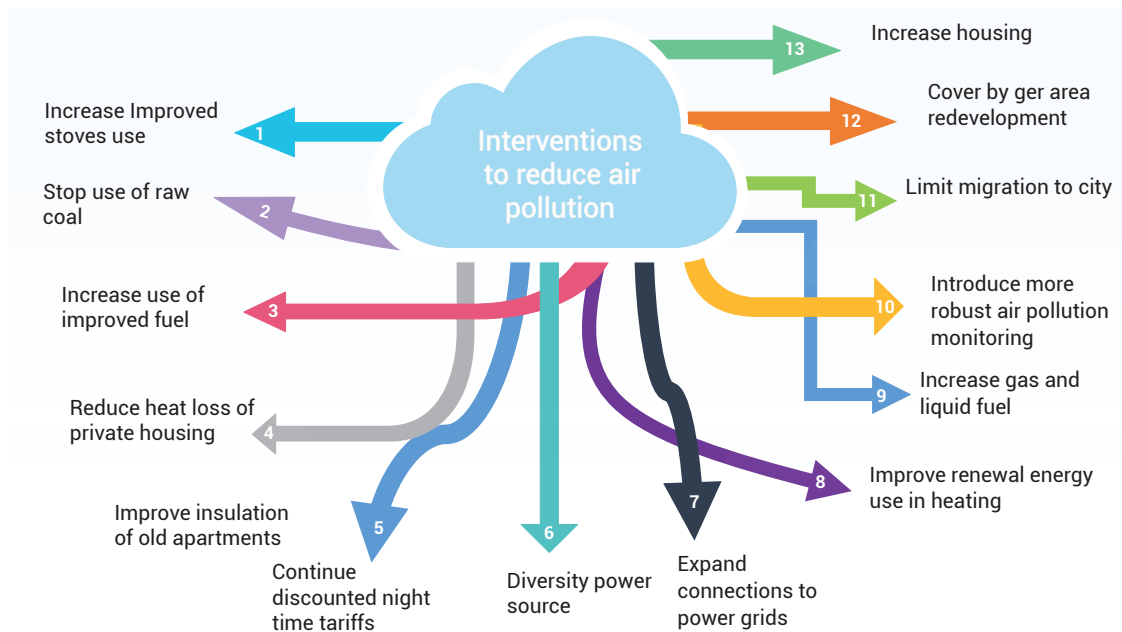 Interventions
to reduce air
pollution
1
Increase Improved
stoves use
2
Stop use of raw
coal
3
Increase use of
improved fuel
4
Reduce heat loss of
private housing
Improve insulation
of old apartments
5
Continue
discounted night
time tariffs
6
Diversity power
source
7
Expand
connections to
power grids
8
Improve renewal energy
use in heating
9
Increase gas and
liquid fuel
10
Introduce more
robust air pollution
monitoring
11
Limit migration to city
12
Cover by ger area
redevelopment
13
Increase housing